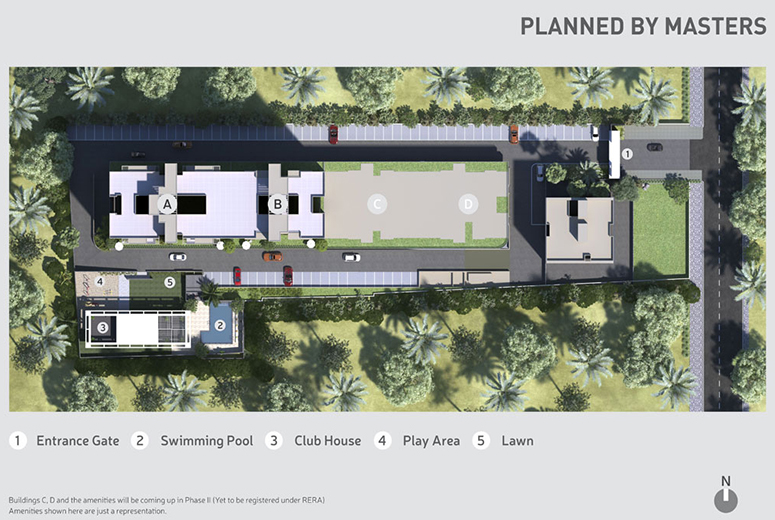 PLANNED BY MASTERS
1
A
B
C
D
4
5
3
2
1 Entrance Gate 2 Swimming Pool 3 Club House 4 Play Area 5 Lawn
N
Buildings C, D and the amenities will be coming up in Phase II (Yet to be registered under RERA)
Amenities shown here are just a representation.